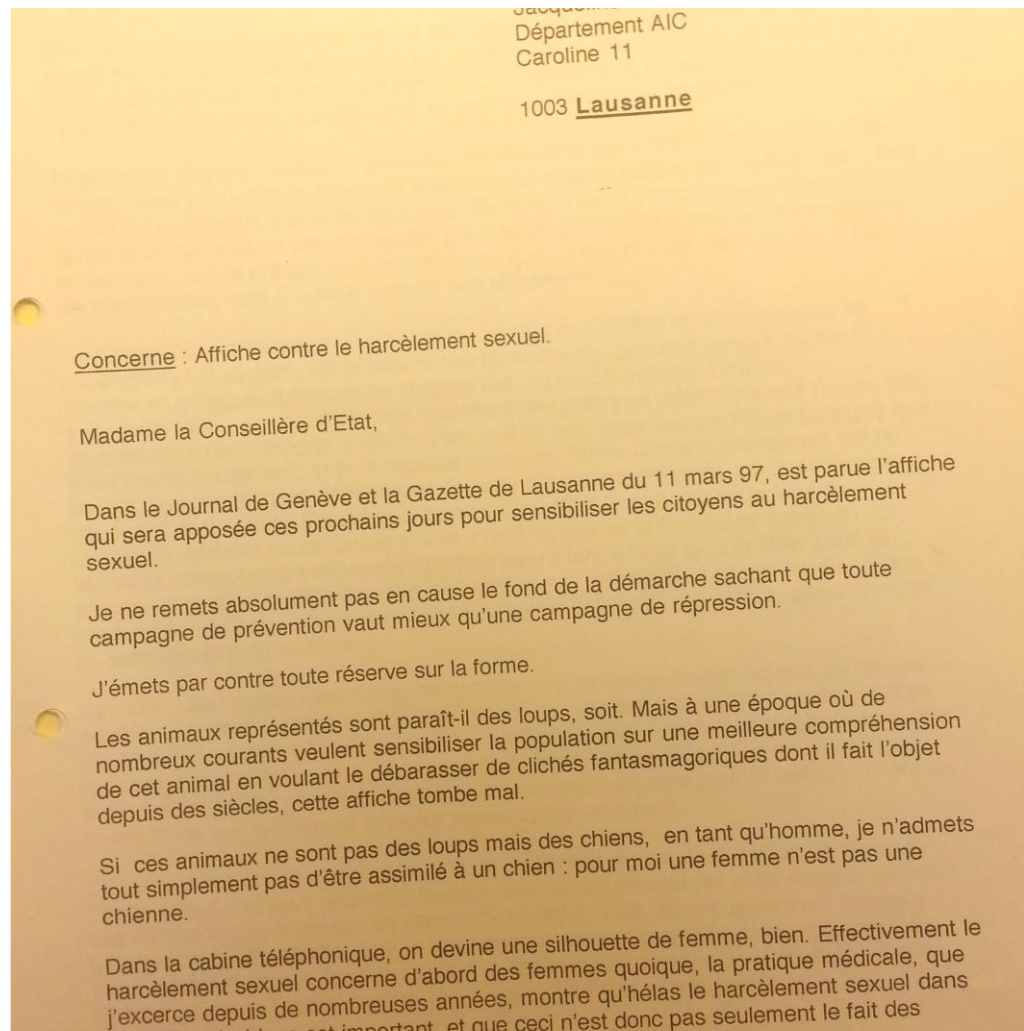 Département AIC
Caroline 11
1003 Lausanne
Concerne : Affiche contre le harcèlement sexuel.
Madame la Conseillère d'Etat,
Dans le Journal de Genève et la Gazette de Lausanne du 11 mars 97, est parue l'affiche
qui sera apposée ces prochains jours pour sensibiliser les citoyens au harcèlement
sexuel.
Je ne remets absolument pas en cause le fond de la démarche sachant que toute
campagne de prévention vaut mieux qu'une campagne de répression.
J'émets par contre toute réserve sur la forme.
Les animaux représentés sont paraît-il des loups, soit. Mais à une époque où de
nombreux courants veulent sensibiliser la population sur une meilleure compréhension
de cet animal en voulant le débarasser de clichés fantasmagoriques dont il fait l'objet
depuis des siècles, cette affiche tombe mal.
Si ces animaux ne sont pas des loups mais des chiens, en tant qu'homme, je n'admets
tout simplement pas d'être assimilé à un chien : pour moi une femme n'est pas une
chienne.
Dans la cabine téléphonique, on devine une silhouette de femme, bien. Effectivement le
harcèlement sexuel concerne d'abord des femmes quoique, la pratique médicale, que
j'excerce depuis de nombreuses années, montre qu'hélas le harcèlement sexuel dans
est important, et que ceci n'est donc pas seulement le fait des